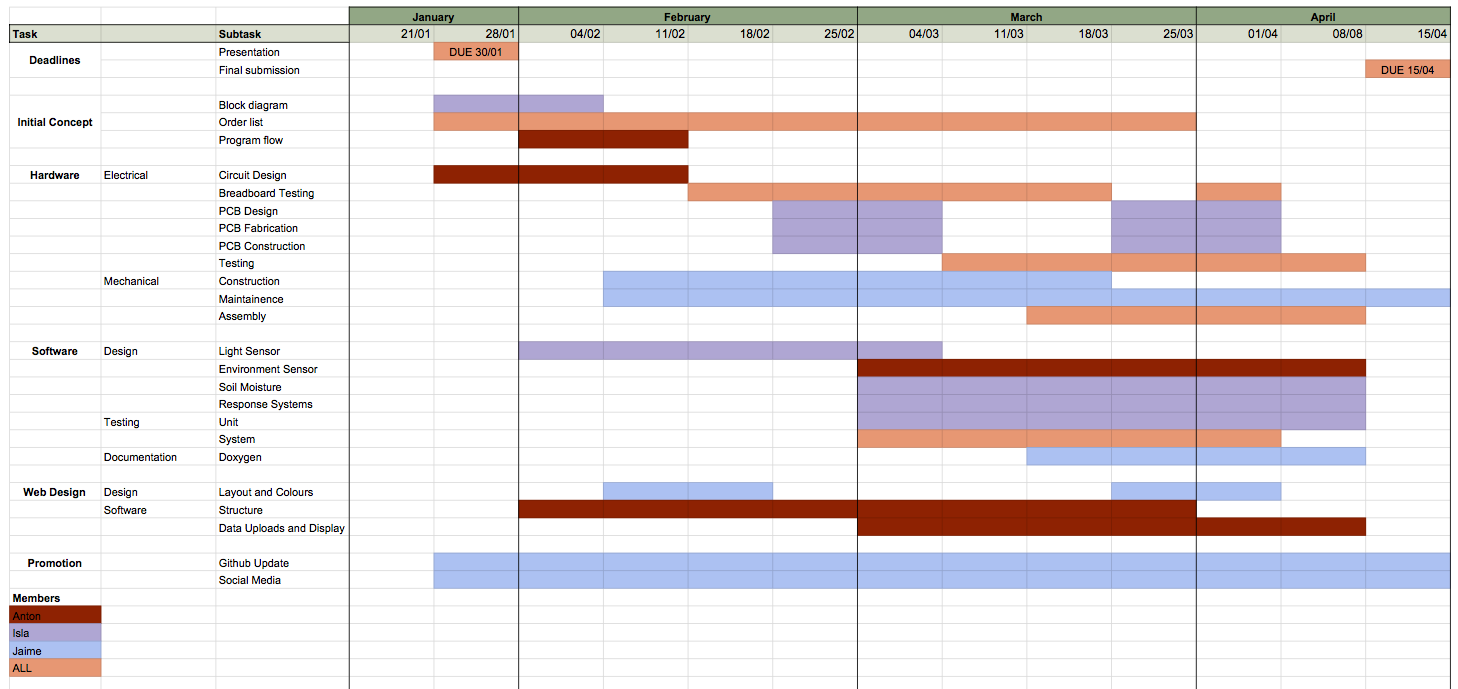 January February March April
Task Subtask 21/01 28/01 04/02 11/02 18/02 25/02 04/03 11/03 18/03 25/03 01/04 08/08 15/04
Deadlines Presentation DUE 30/01
Final submission DUE 15/04
Initial Concept Block diagram
Order list
Program flow
Hardware Electrical Circuit Design
Breadboard Testing
PCB Design
PCB Fabrication
PCB Construction
Testing
Mechanical Construction
Maintainence
Assembly
Software Design Light Sensor
Environment Sensor
Soil Moisture
Response Systems
Testing Unit
System
Documentation Doxygen
Web Design Design Layout and Colours
Software Structure
Data Uploads and Display
Promotion Github Update
Social Media
Members
Anton
Isla
Jaime
ALL